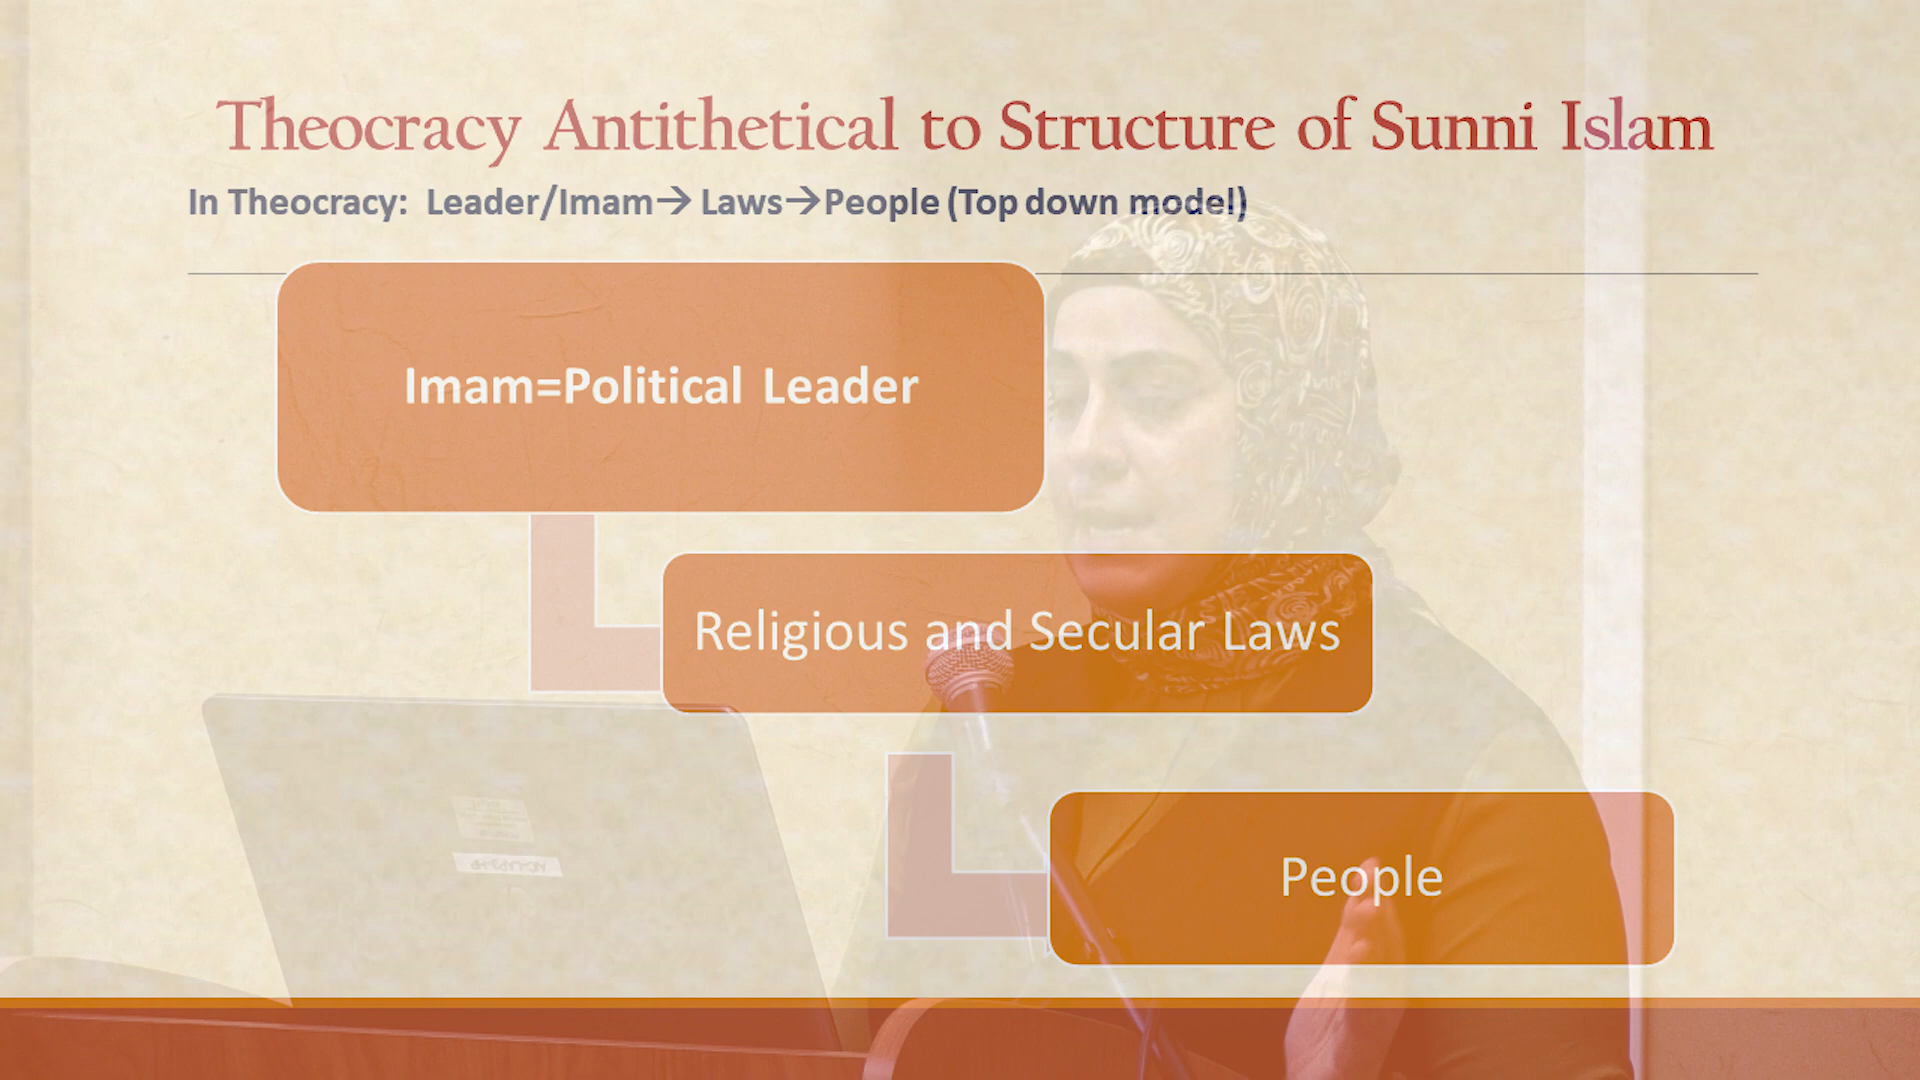 Theocracy Antithetical to Structure of Sunni Islam
In Theocracy: Leader/Imam→ Laws→People (Top down model)
Imam=Political Leader
Religious and Secular Laws
People